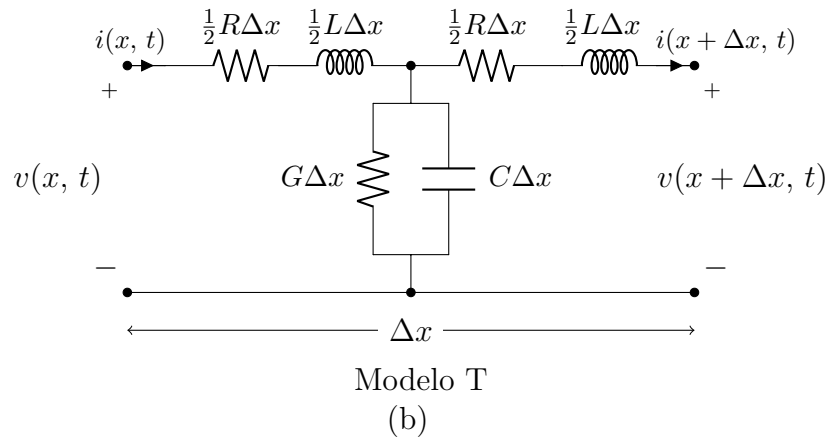 i(x, t) ½RΔx ½LΔx ½RΔx ½LΔx i(x + Δx, t)
+ +
v(x, t) GΔx CΔx v(x + Δx, t)
− −
Δx
Modelo T
(b)